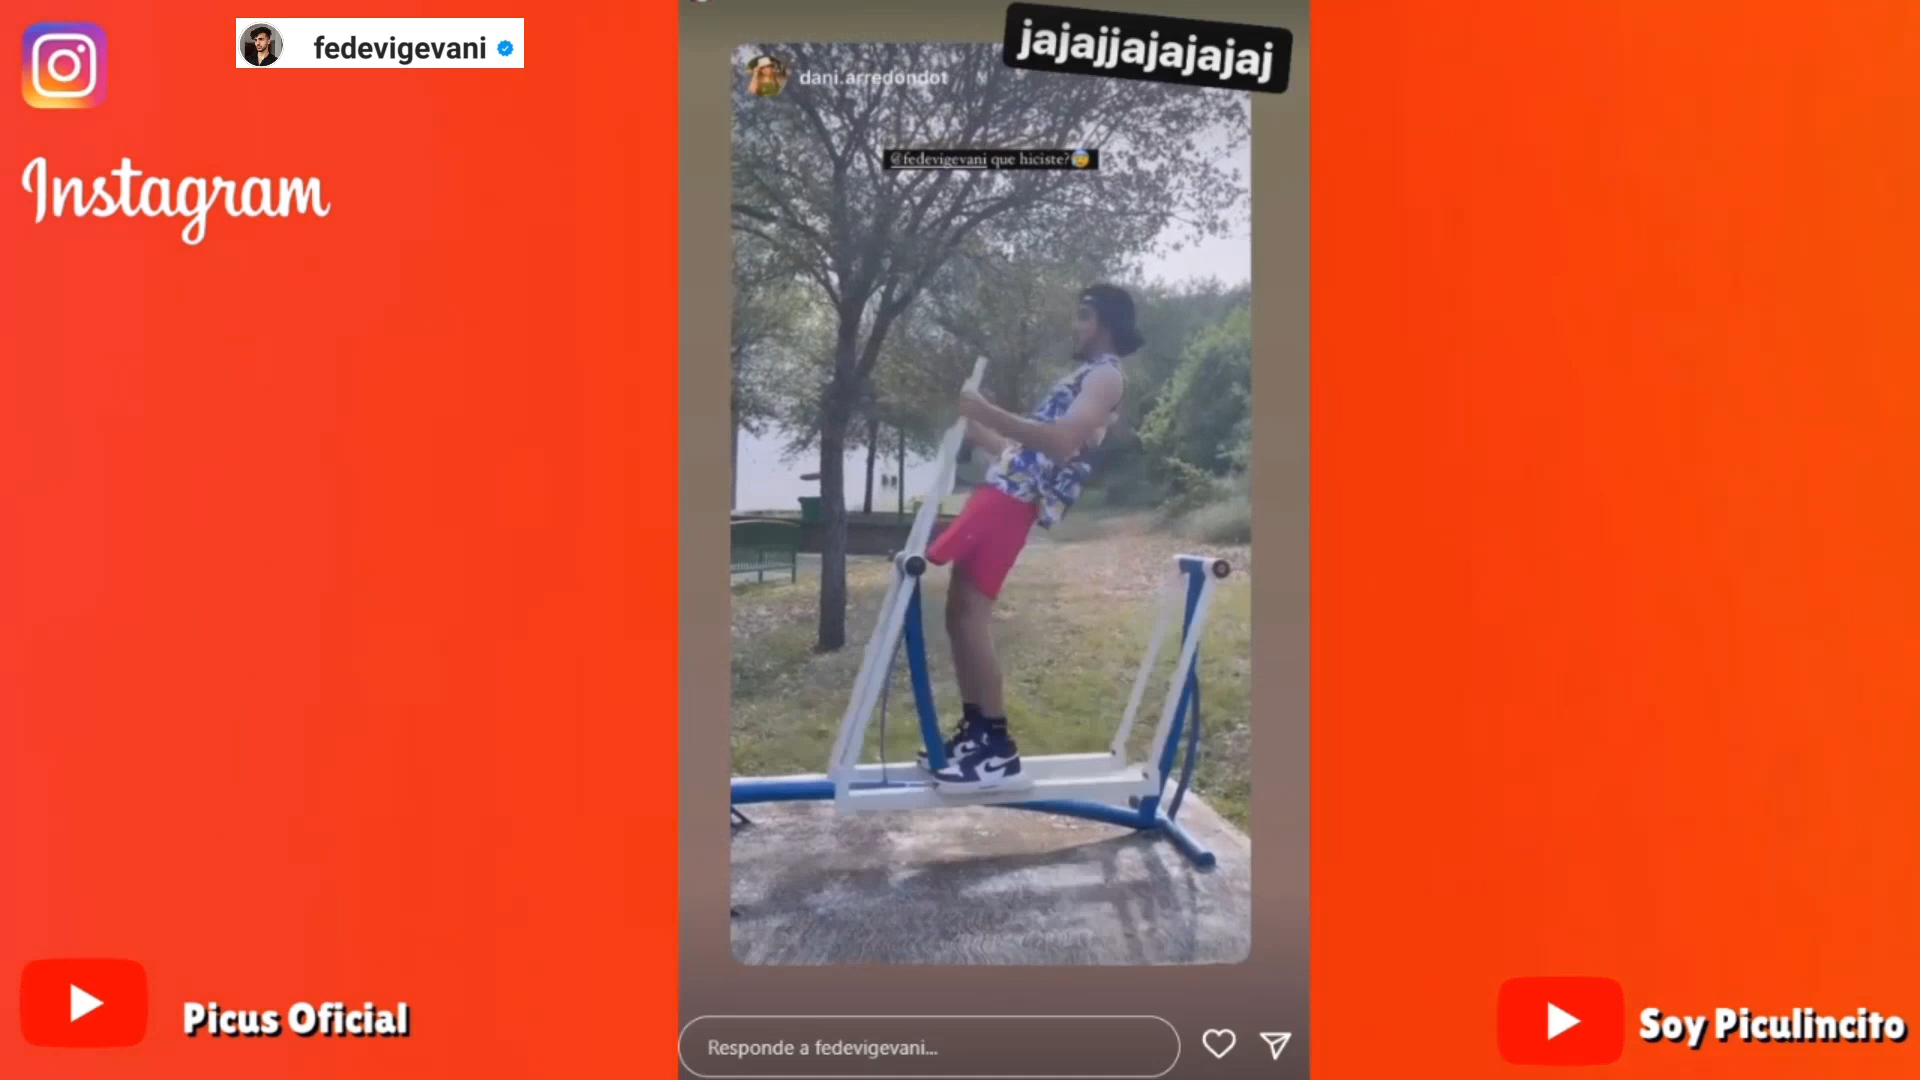 fedevigevani
Instagram
jajajjajajajaj
dani.arredondot
@fedevigevani que hiciste?😰
Responde a fedevigevani...
Picus Oficial
Soy Piculincito